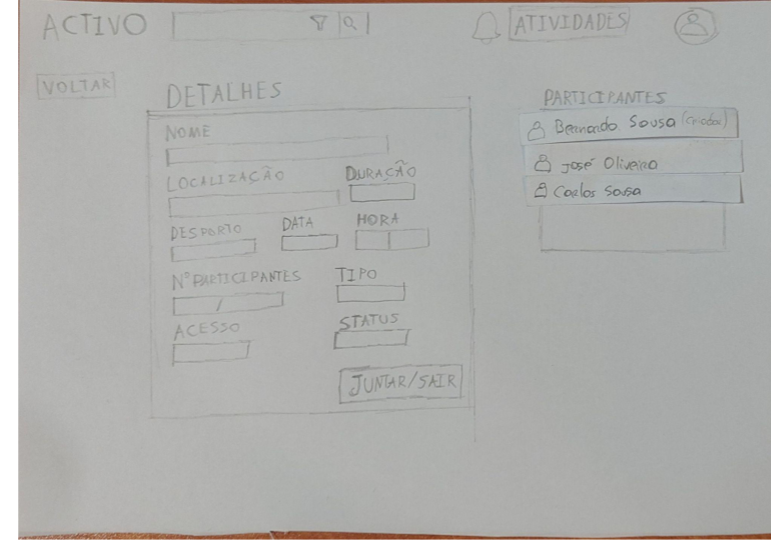 ACTIVO
ATIVIDADES
VOLTAR
DETALHES
NOME
LOCALIZAÇÃO
DURAÇÃO
DESPORTO
DATA
HORA
Nº PARTICIPANTES
/
TIPO
ACESSO
STATUS
JUNTAR/SAIR
PARTICIPANTES
Bernardo Sousa (Criador)
José Oliveira
Carlos Sousa